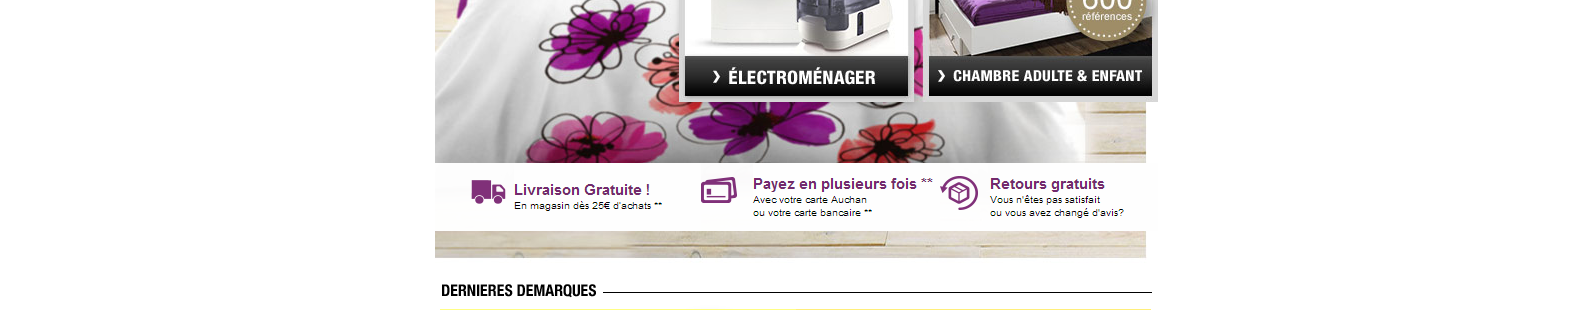 600
références
❯ ÉLECTROMÉNAGER
❯ CHAMBRE ADULTE & ENFANT
Livraison Gratuite !
En magasin dès 25€ d'achats **
Payez en plusieurs fois **
Avec votre carte Auchan
ou votre carte bancaire **
Retours gratuits
Vous n'êtes pas satisfait
ou vous avez changé d'avis?
DERNIERES DEMARQUES